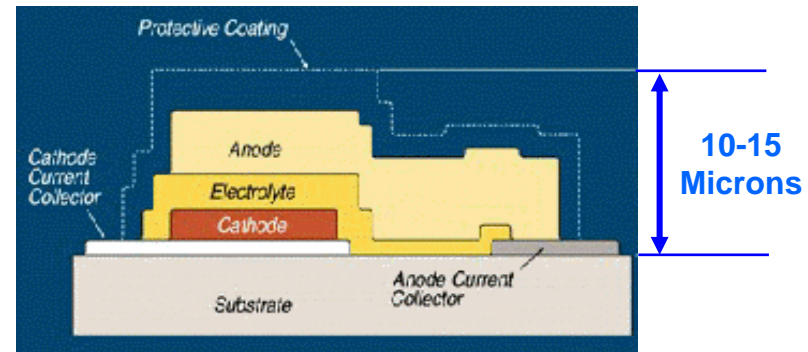 Protective Coating
Cathode
Current
Collector
Anode
Electrolyte
Cathode
Anode Current
Collector
Substrate
10-15
Microns